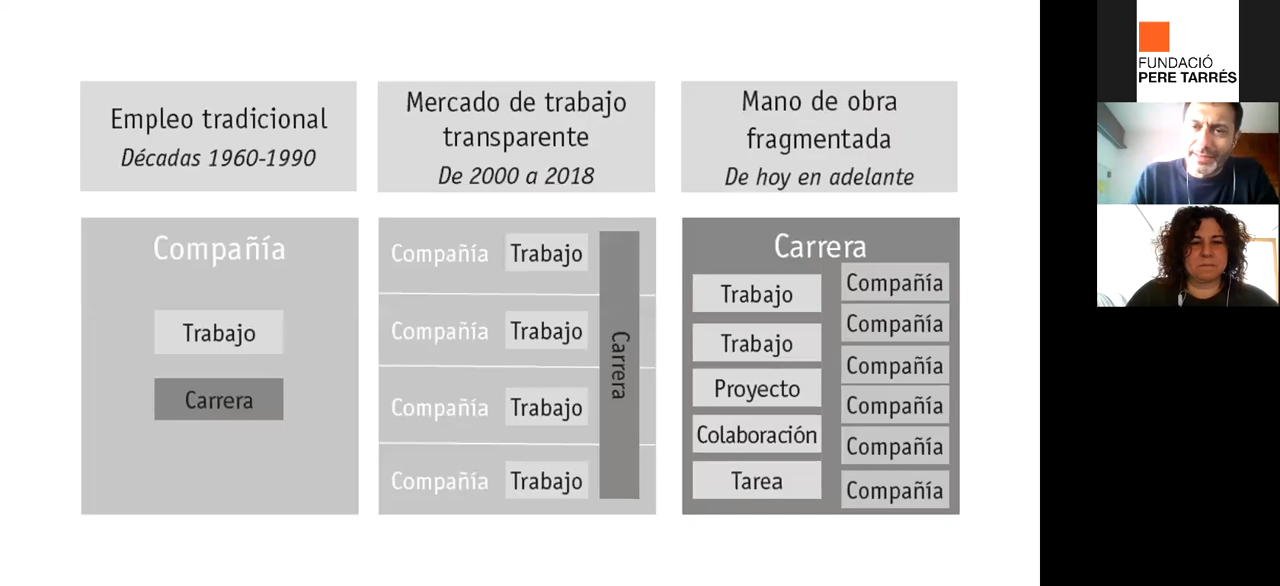 Empleo tradicional
Décadas 1960-1990
Mercado de trabajo
transparente
De 2000 a 2018
Mano de obra
fragmentada
De hoy en adelante
Compañía
Trabajo
Carrera
Compañía Trabajo
Compañía Trabajo
Compañía Trabajo
Compañía Trabajo
Carrera
Carrera
Trabajo
Trabajo
Proyecto
Colaboración
Tarea
Compañía
Compañía
Compañía
Compañía
Compañía
Compañía
FUNDACIÓ
PERE TARRÉS